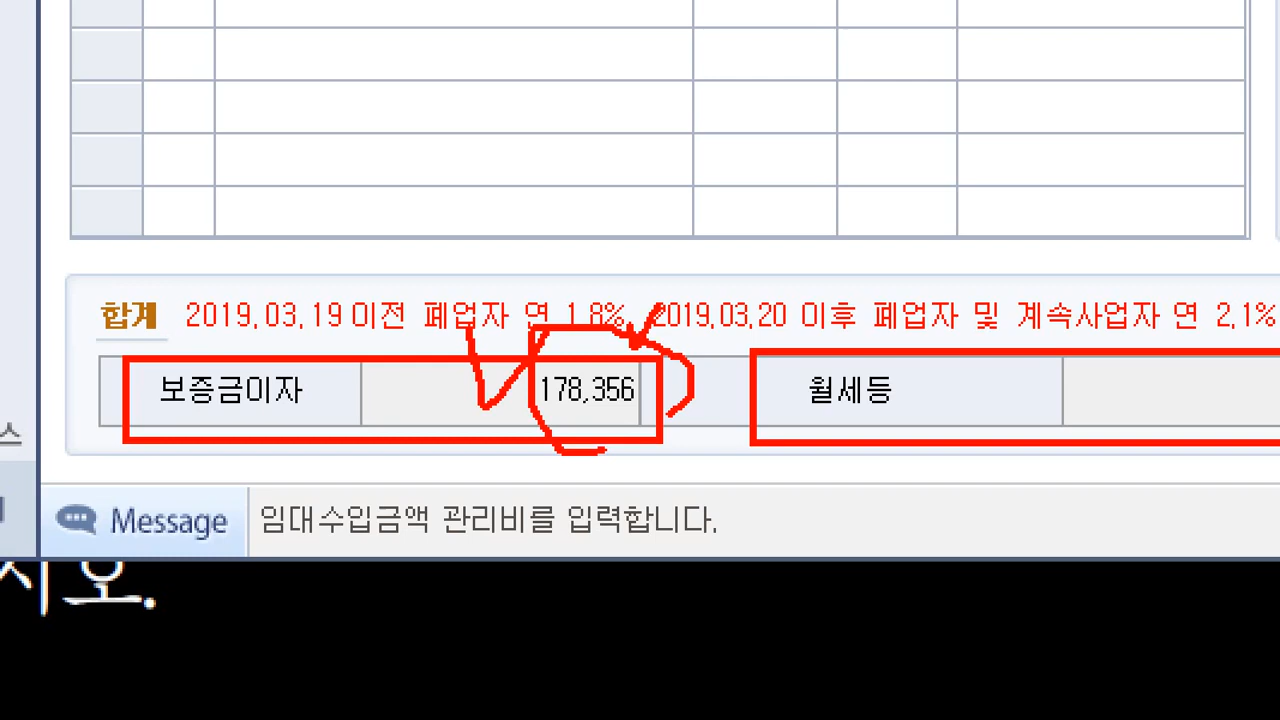 합계 2019.03.19이전 폐업자 연 1.8%, 2019.03.20 이후 폐업자 및 계속사업자 연 2.1%
보증금이자 178,356 월세등
스
Message 임대수입금액 관리비를 입력합니다.
시오.